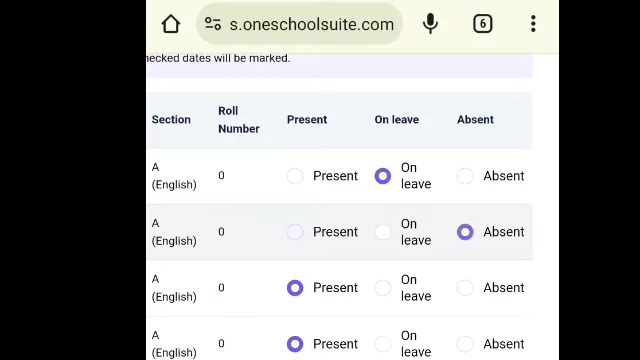 s.oneschoolsuite.com
6
hecked dates will be marked.
Section Roll Number Present On leave Absent
A (English) 0 Present On leave Absent
A (English) 0 Present On leave Absent
A (English) 0 Present On leave Absent
A (English) 0 Present On leave Absent